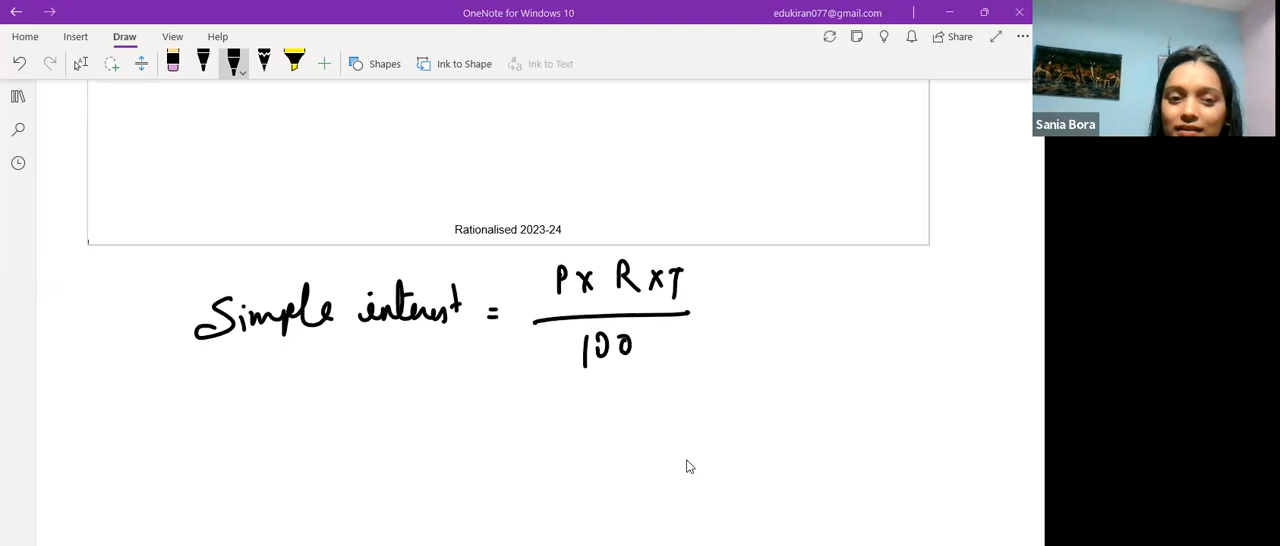 OneNote for Windows 10
edukiran077@gmail.com
Home Insert Draw View Help
Share
Shapes Ink to Shape Ink to Text
Sania Bora
Rationalised 2023-24
Simple interest = P x R x T
100